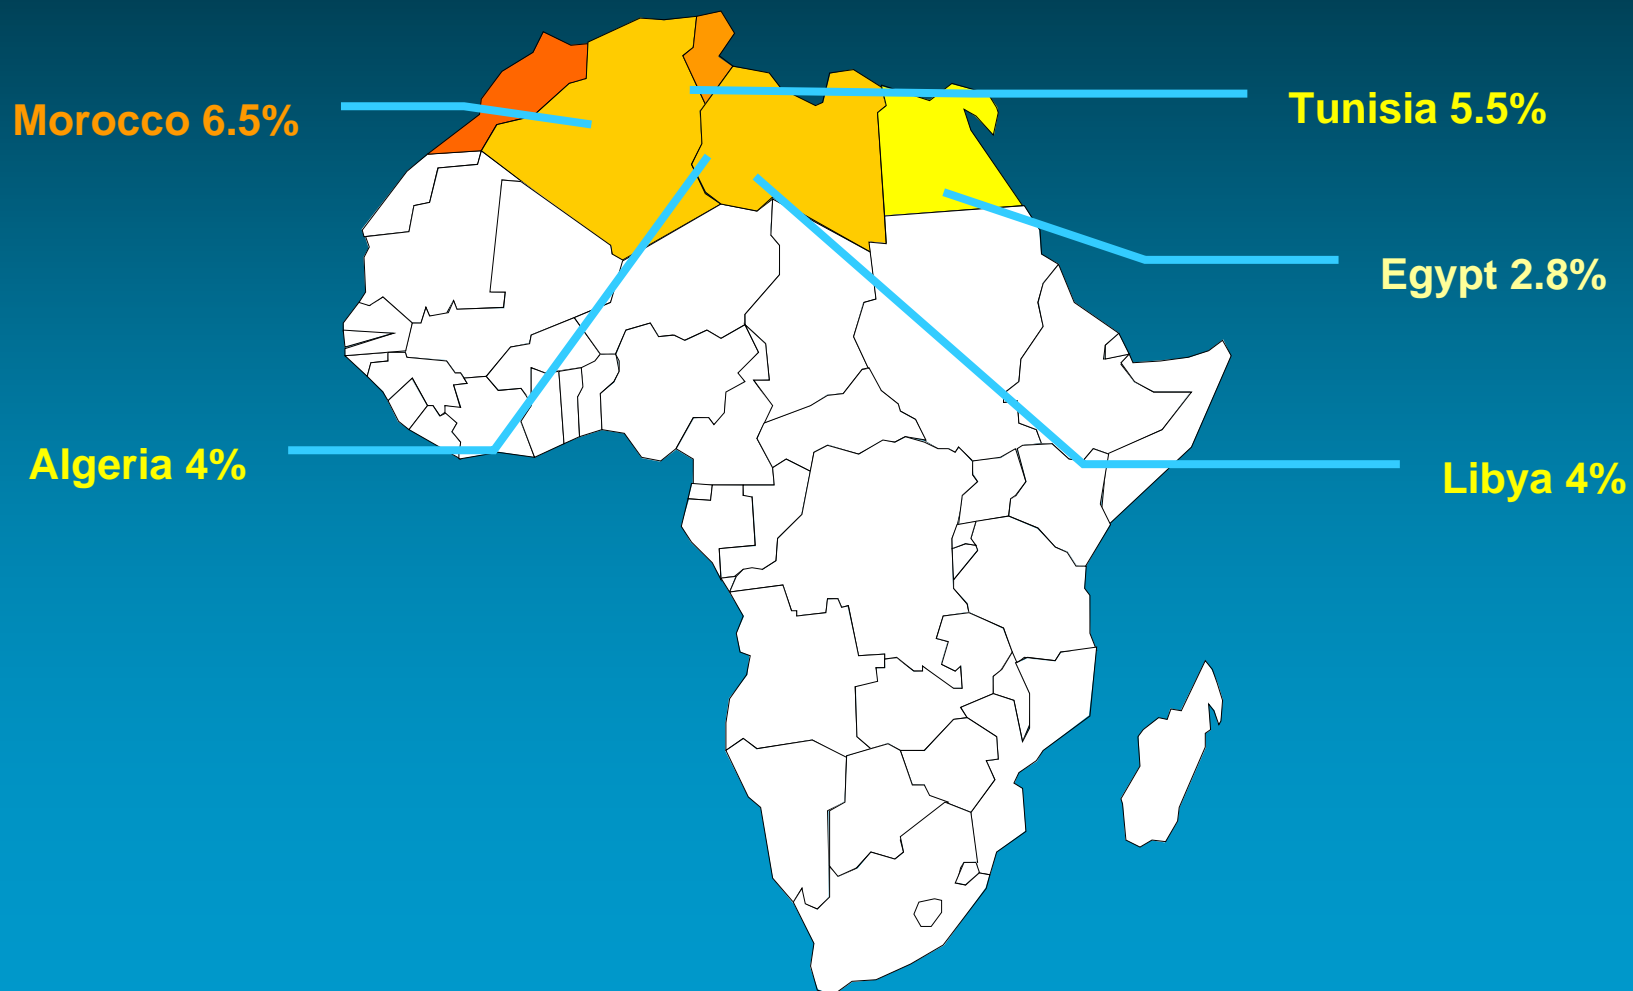 Morocco 6.5%
Tunisia 5.5%
Egypt 2.8%
Algeria 4%
Libya 4%